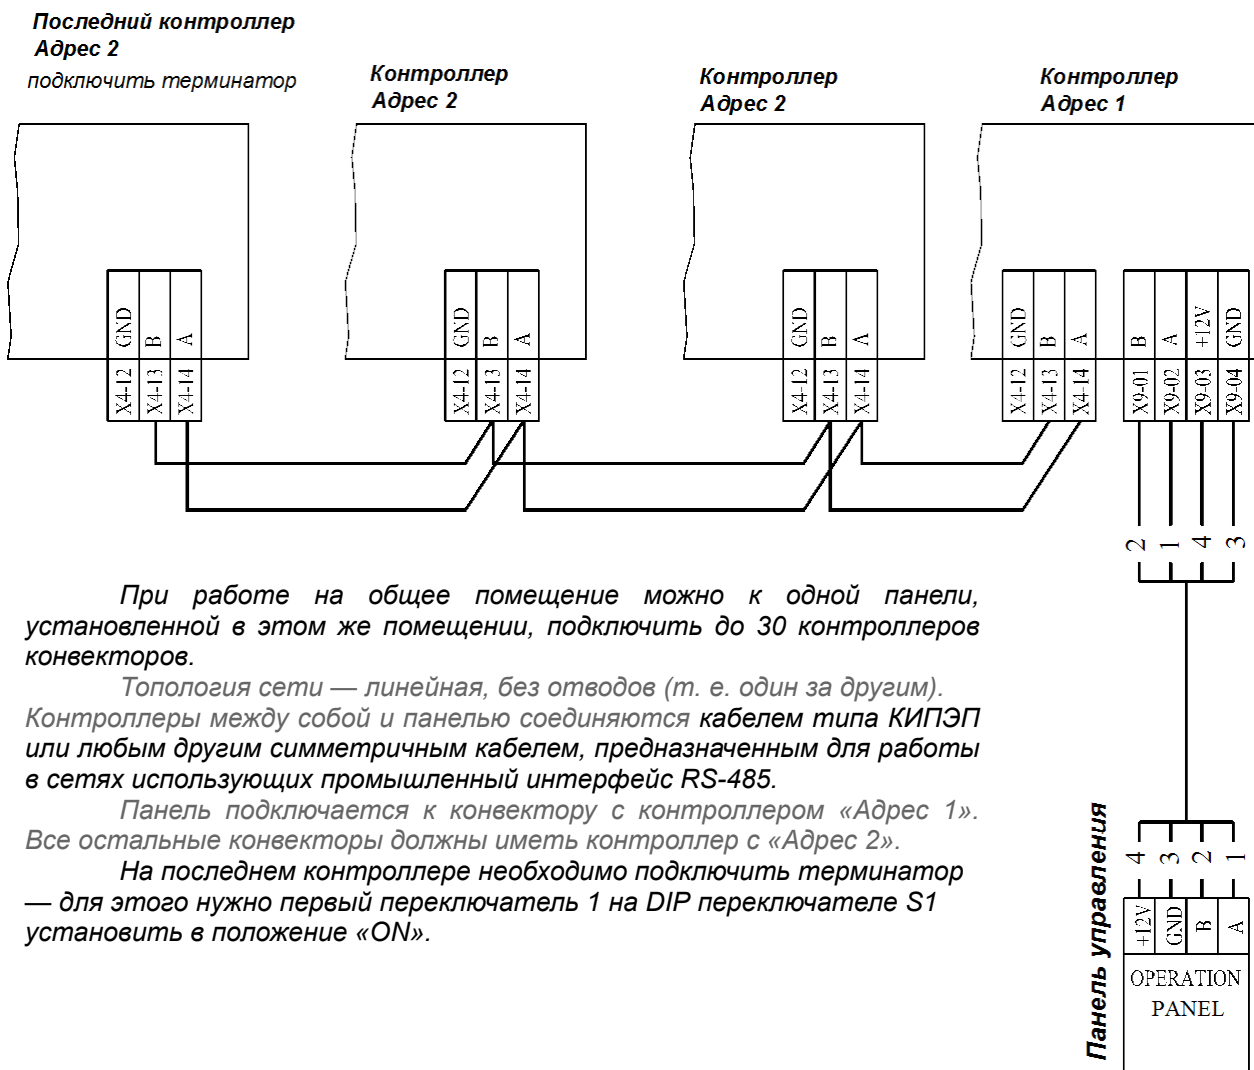 Последний контроллер
Адрес 2
подключить терминатор
Контроллер
Адрес 2
Контроллер
Адрес 2
Контроллер
Адрес 1
GND
B
A
X4-12
X4-13
X4-14
GND
B
A
X4-12
X4-13
X4-14
GND
B
A
X4-12
X4-13
X4-14
GND
B
A
X4-12
X4-13
X4-14
B
A
+12V
GND
X9-01
X9-02
X9-03
X9-04
2
1
4
3
При работе на общее помещение можно к одной панели,
установленной в этом же помещении, подключить до 30 контроллеров
конвекторов.
Топология сети — линейная, без отводов (т. е. один за другим).
Контроллеры между собой и панелью соединяются кабелем типа КИПЭП
или любым другим симметричным кабелем, предназначенным для работы
в сетях использующих промышленный интерфейс RS-485.
Панель подключается к конвектору с контроллером «Адрес 1».
Все остальные конвекторы должны иметь контроллер с «Адрес 2».
На последнем контроллере необходимо подключить терминатор
— для этого нужно первый переключатель 1 на DIP переключателе S1
установить в положение «ON».
Панель управления
4
3
2
1
+12V
GND
B
A
OPERATION
PANEL